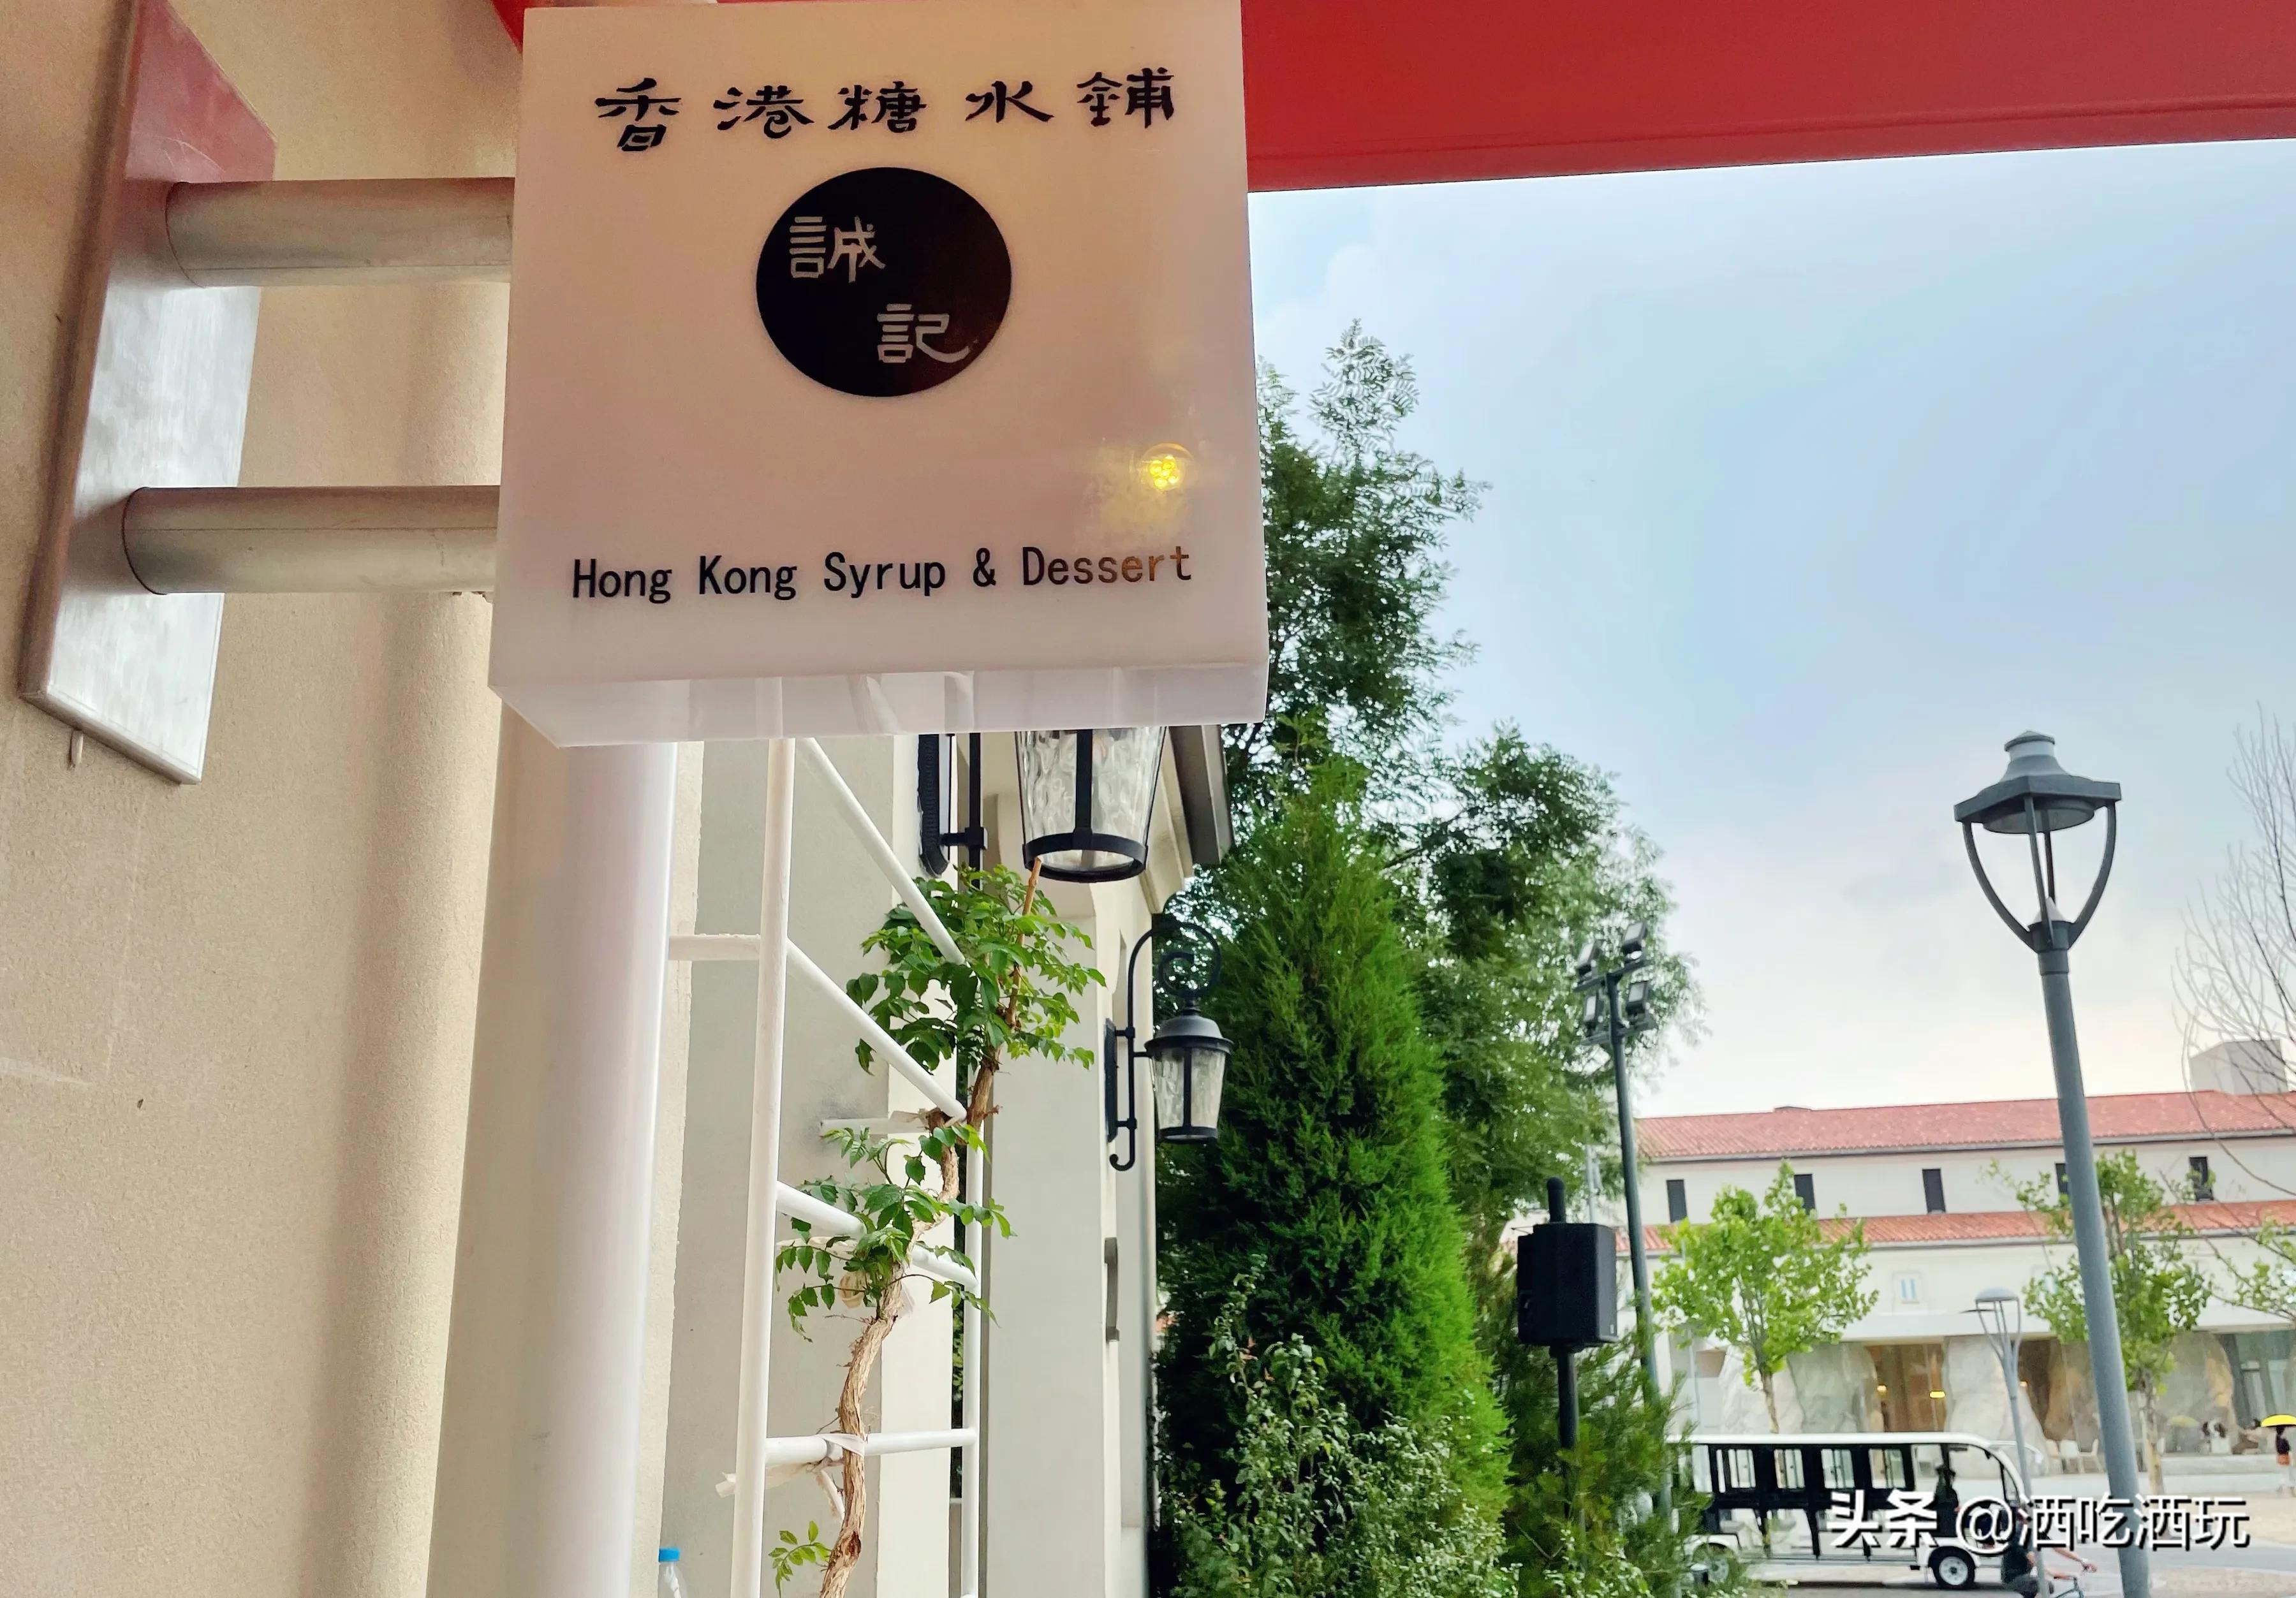 香港糖水鋪
誠
記
Hong Kong Syrup & Dessert
头条 @洒吃洒玩